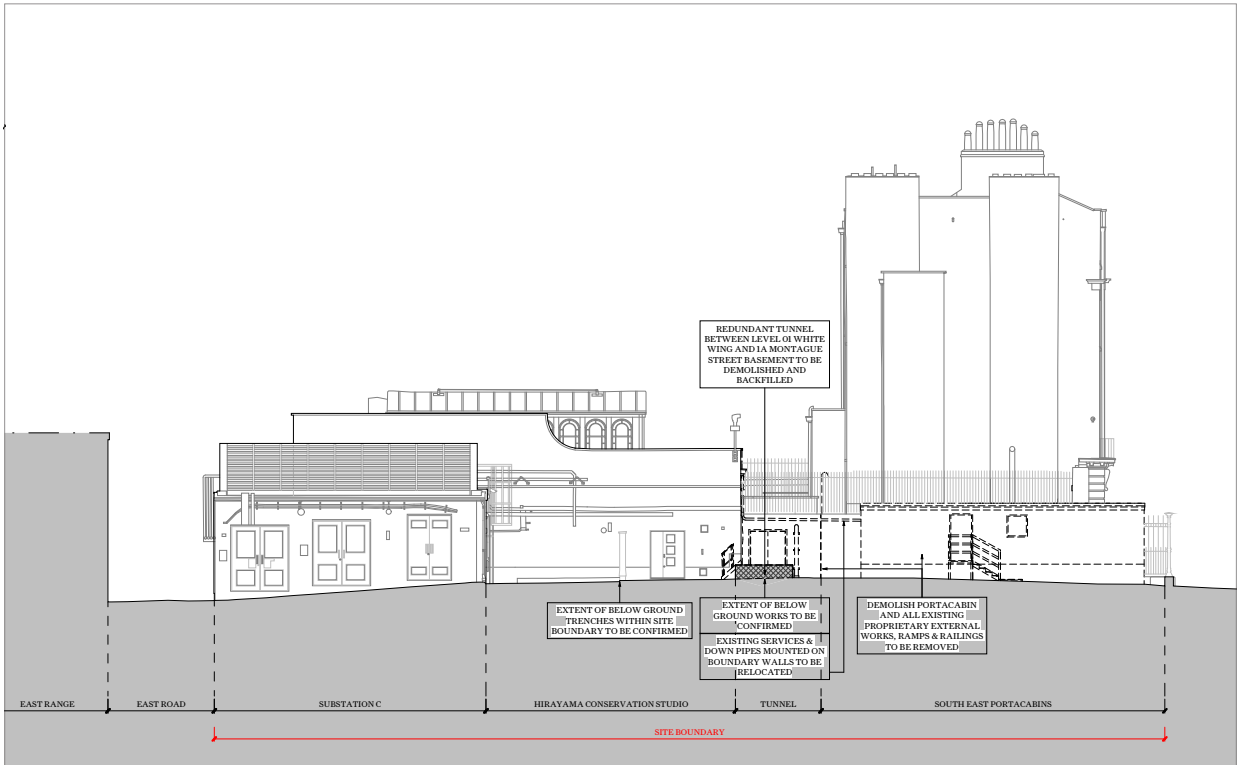 REDUNDANT TUNNEL
BETWEEN LEVEL 01 WHITE
WING AND 1A MONTAGUE
STREET BASEMENT TO BE
DEMOLISHED AND
BACKFILLED
EXTENT OF BELOW GROUND
TRENCHES WITHIN SITE
BOUNDARY TO BE CONFIRMED
EXTENT OF BELOW
GROUND WORKS TO BE
CONFIRMED
EXISTING SERVICES &
DOWN PIPES MOUNTED ON
BOUNDARY WALLS TO BE
RELOCATED
DEMOLISH PORTACABIN
AND ALL EXISTING
PROPRIETARY EXTERNAL
WORKS, RAMPS & RAILINGS
TO BE REMOVED
EAST RANGE
EAST ROAD
SUBSTATION C
HIRAYAMA CONSERVATION STUDIO
TUNNEL
SOUTH EAST PORTACABINS
SITE BOUNDARY